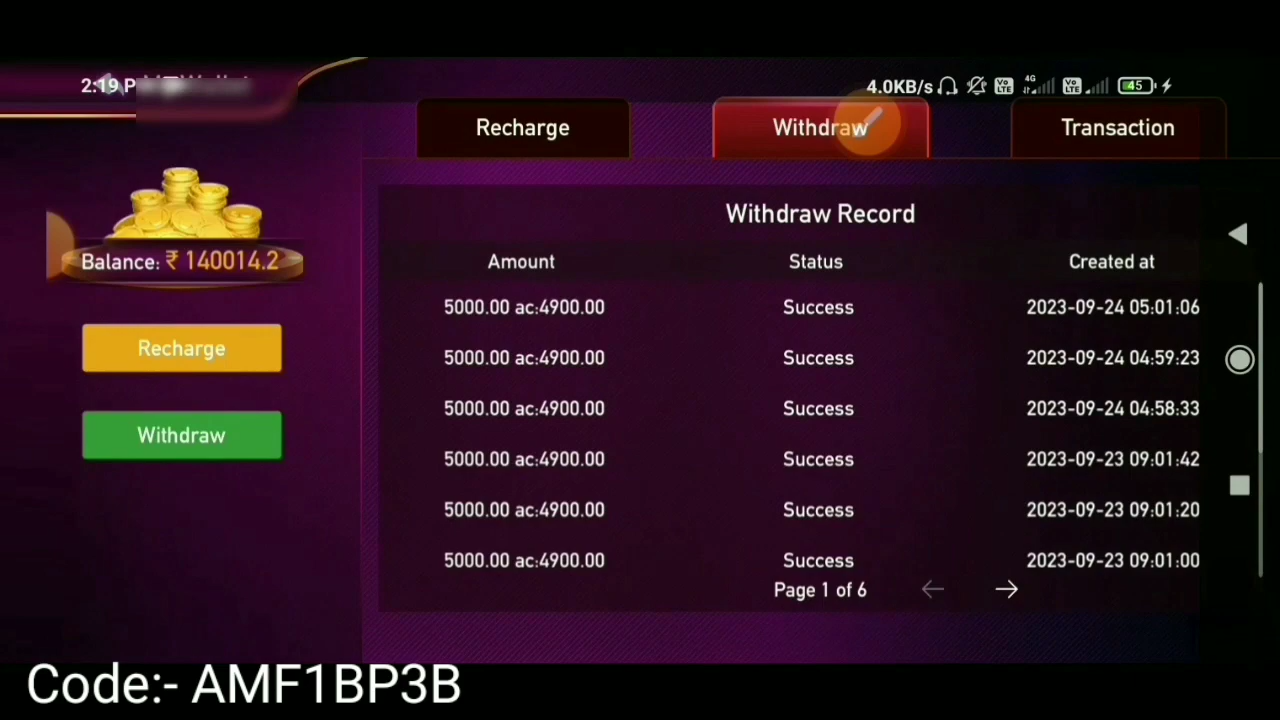 2:19 P
4.0KB/s 4G Vo LTE Vo LTE 45
Recharge Withdraw Transaction
Withdraw Record
Balance: ₹ 140014.2
Amount Status Created at
5000.00 ac:4900.00 Success 2023-09-24 05:01:06
Recharge
5000.00 ac:4900.00 Success 2023-09-24 04:59:23
5000.00 ac:4900.00 Success 2023-09-24 04:58:33
Withdraw
5000.00 ac:4900.00 Success 2023-09-23 09:01:42
5000.00 ac:4900.00 Success 2023-09-23 09:01:20
5000.00 ac:4900.00 Success 2023-09-23 09:01:00
Page 1 of 6
Code:- AMF1BP3B